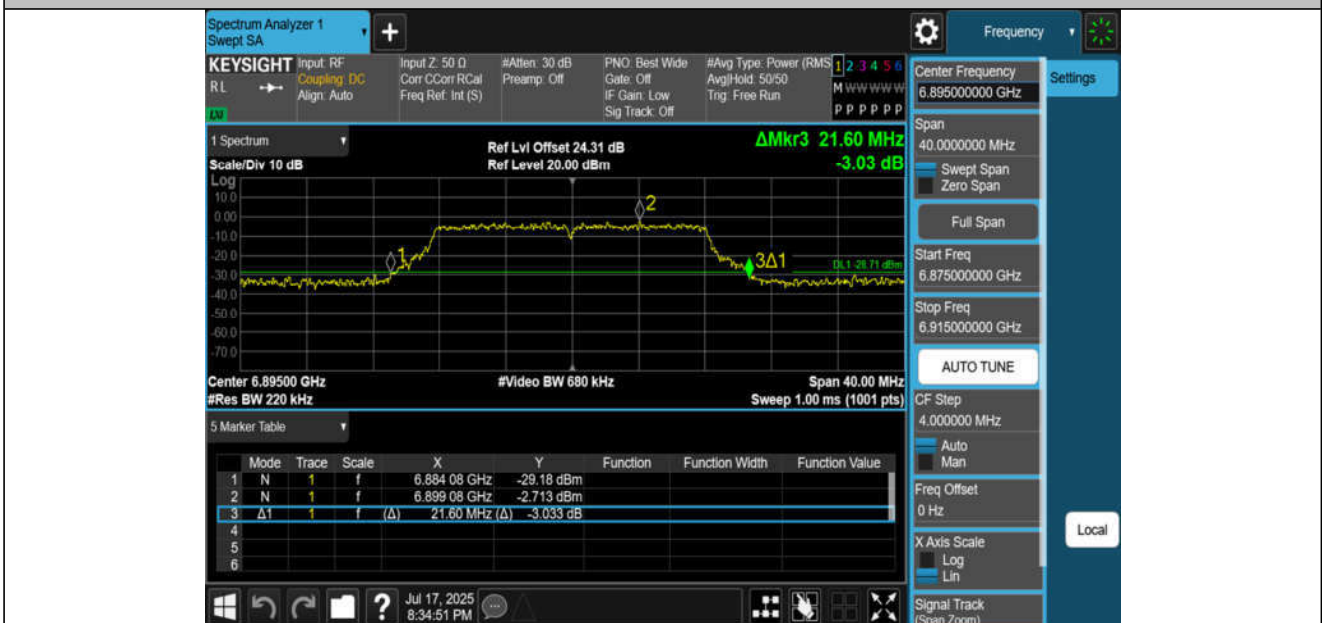 Spectrum Analyzer 1
Swept SA
+
Frequency
KEYSIGHT Input: RF Input Z: 50 Ω #Atten: 30 dB PNO: Best Wide #Avg Type: Power (RMS 1 2 3 4 5 6
RL Coupling: DC Corr CCorr RCal Preamp: Off Gate: Off Avg|Hold: 50/50 M W W W W W
Align: Auto Freq Ref: Int (S) IF Gain: Low Trig: Free Run
Sig Track: Off P P P P P P
LXI
1 Spectrum
Ref Lvl Offset 24.31 dB
ΔMkr3 21.60 MHz
Scale/Div 10 dB
Ref Level 20.00 dBm
-3.03 dB
Log
10.0
0.00
-10.0
-20.0
-30.0
-40.0
-50.0
-60.0
-70.0
1
2
3Δ1
DL1 -28.71 dBm
Center 6.89500 GHz #Video BW 680 kHz Span 40.00 MHz
#Res BW 220 kHz Sweep 1.00 ms (1001 pts)
5 Marker Table
Mode Trace Scale X Y Function Function Width Function Value
1 N 1 f 6.884 08 GHz -29.18 dBm
2 N 1 f 6.899 08 GHz -2.713 dBm
3 Δ1 1 f (Δ) 21.60 MHz (Δ) -3.033 dB
4
5
6
?
Jul 17, 2025
8:34:51 PM
Center Frequency
6.895000000 GHz
Settings
Span
40.0000000 MHz
Swept Span
Zero Span
Full Span
Start Freq
6.875000000 GHz
Stop Freq
6.915000000 GHz
AUTO TUNE
CF Step
4.000000 MHz
Auto
Man
Freq Offset
0 Hz
Local
X Axis Scale
Log
Lin
Signal Track
(Span Zoom)